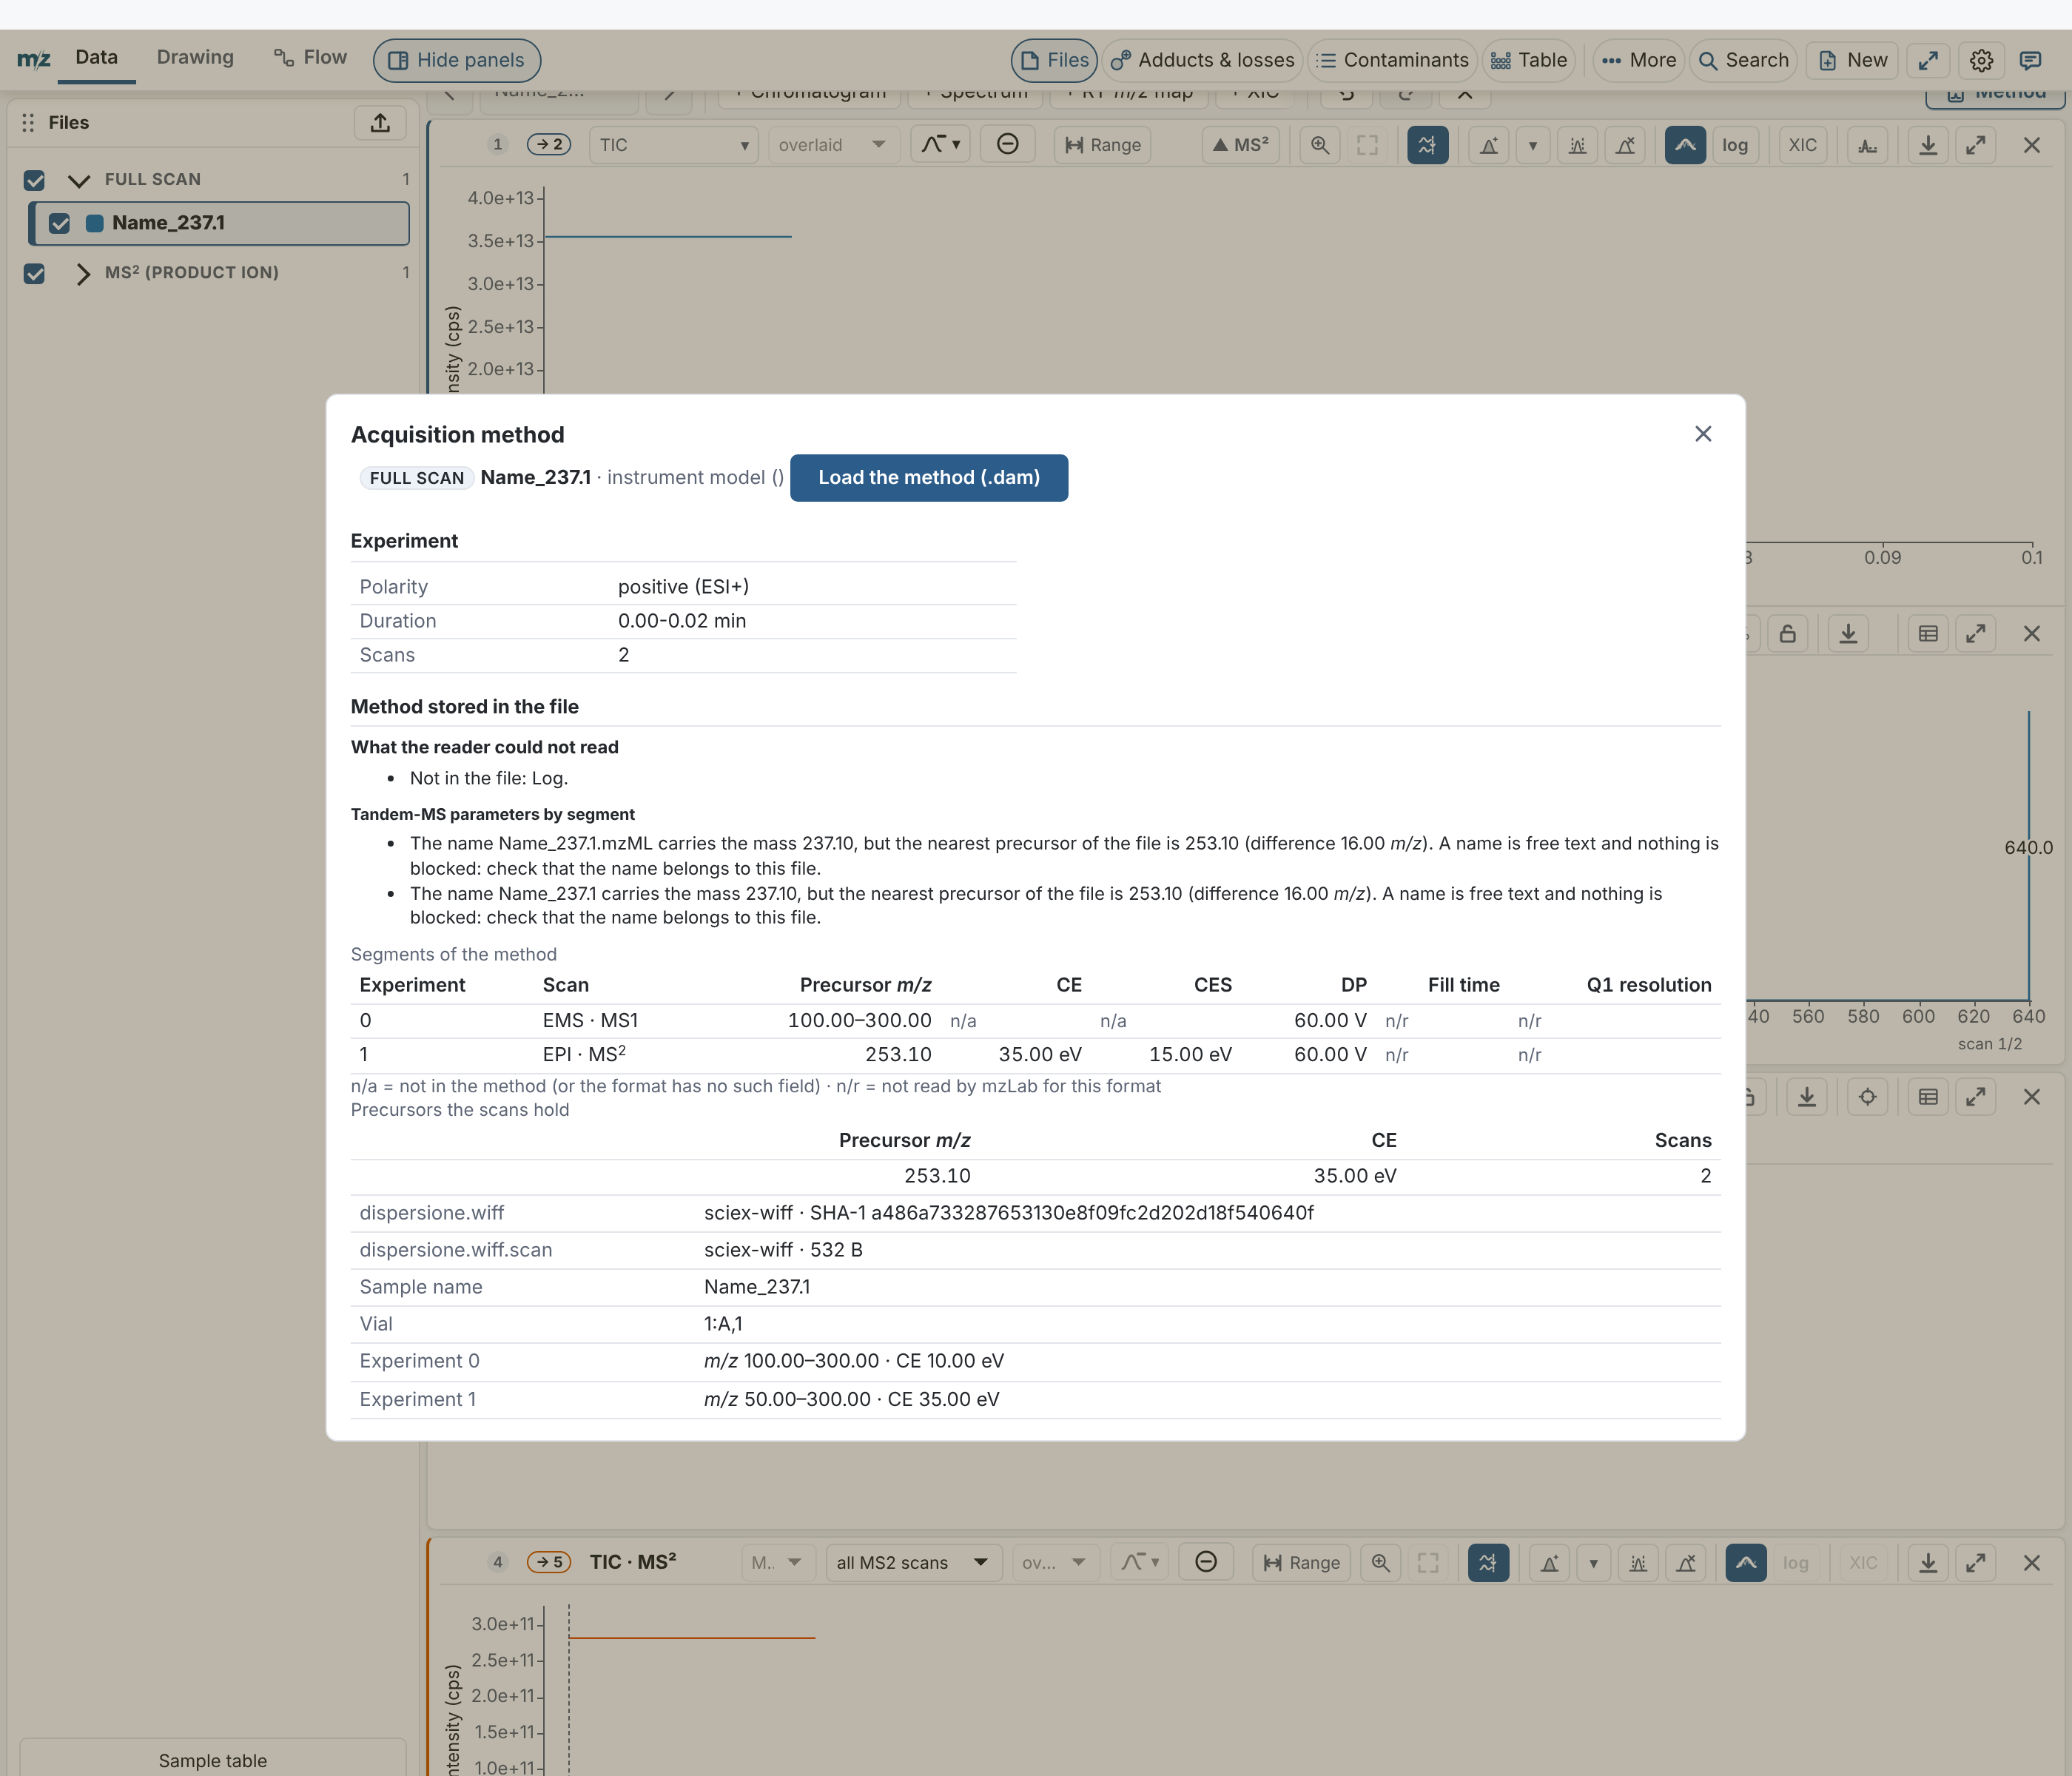 m/z Data Drawing Flow Hide panels Files Adducts & losses Contaminants Table More Search New
Files
Name_2... + Chromatogram + Spectrum + RT m/z map + XIC Method
1 → 2 TIC overlaid Range MS² log XIC
FULL SCAN 1
Name_237.1
MS² (PRODUCT ION) 1
4.0e+13
3.5e+13
3.0e+13
2.5e+13
2.0e+13
Acquisition method
FULL SCAN Name_237.1 · instrument model () Load the method (.dam)
Experiment
0.09 0.1
Polarity positive (ESI+)
Duration 0.00-0.02 min
Scans 2
Method stored in the file
What the reader could not read
• Not in the file: Log.
Tandem-MS parameters by segment
• The name Name_237.1.mzML carries the mass 237.10, but the nearest precursor of the file is 253.10 (difference 16.00 m/z). A name is free text and nothing is
blocked: check that the name belongs to this file.
• The name Name_237.1 carries the mass 237.10, but the nearest precursor of the file is 253.10 (difference 16.00 m/z). A name is free text and nothing is
blocked: check that the name belongs to this file.
640.0
Segments of the method
Experiment Scan Precursor m/z CE CES DP Fill time Q1 resolution
0 EMS · MS1 100.00–300.00 n/a n/a 60.00 V n/r n/r
1 EPI · MS² 253.10 35.00 eV 15.00 eV 60.00 V n/r n/r
560 580 600 620 640
scan 1/2
n/a = not in the method (or the format has no such field) · n/r = not read by mzLab for this format
Precursors the scans hold
Precursor m/z CE Scans
253.10 35.00 eV 2
dispersione.wiff sciex-wiff · SHA-1 a486a733287653130e8f09fc2d202d18f540640f
dispersione.wiff.scan sciex-wiff · 532 B
Sample name Name_237.1
Vial 1:A,1
Experiment 0 m/z 100.00–300.00 · CE 10.00 eV
Experiment 1 m/z 50.00–300.00 · CE 35.00 eV
4 → 5 TIC · MS² M.. all MS2 scans ov... Range log XIC
3.0e+11
2.5e+11
2.0e+11
1.5e+11
1.0e+11
(cps)
Sample table